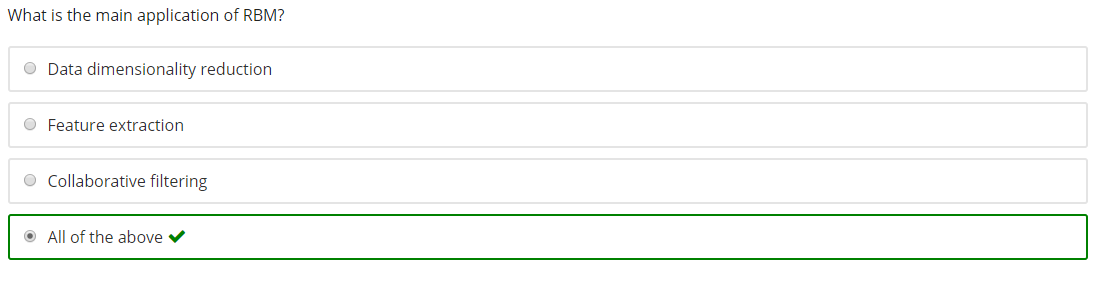 What is the main application of RBM?
Data dimensionality reduction
Feature extraction
Collaborative filtering
All of the above